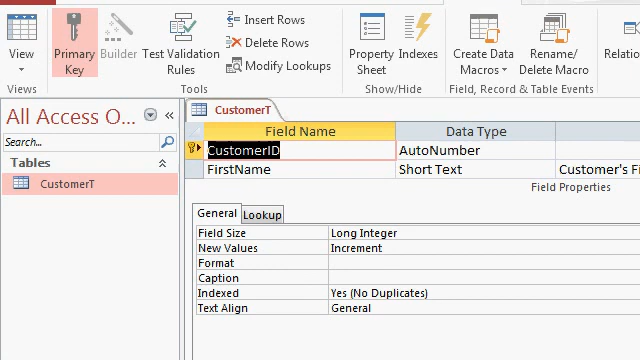 View
Primary Key
Builder
Test Validation Rules
Insert Rows
Delete Rows
Modify Lookups
Property Sheet
Indexes
Create Data Macros
Rename/ Delete Macro
Views
Tools
Show/Hide
Field, Record & Table Events
All Access O...
Search...
Tables
CustomerT
CustomerT
Field Name Data Type
CustomerID AutoNumber
FirstName Short Text Customer's Fi
Field Properties
General Lookup
Field Size Long Integer
New Values Increment
Format
Caption
Indexed Yes (No Duplicates)
Text Align General